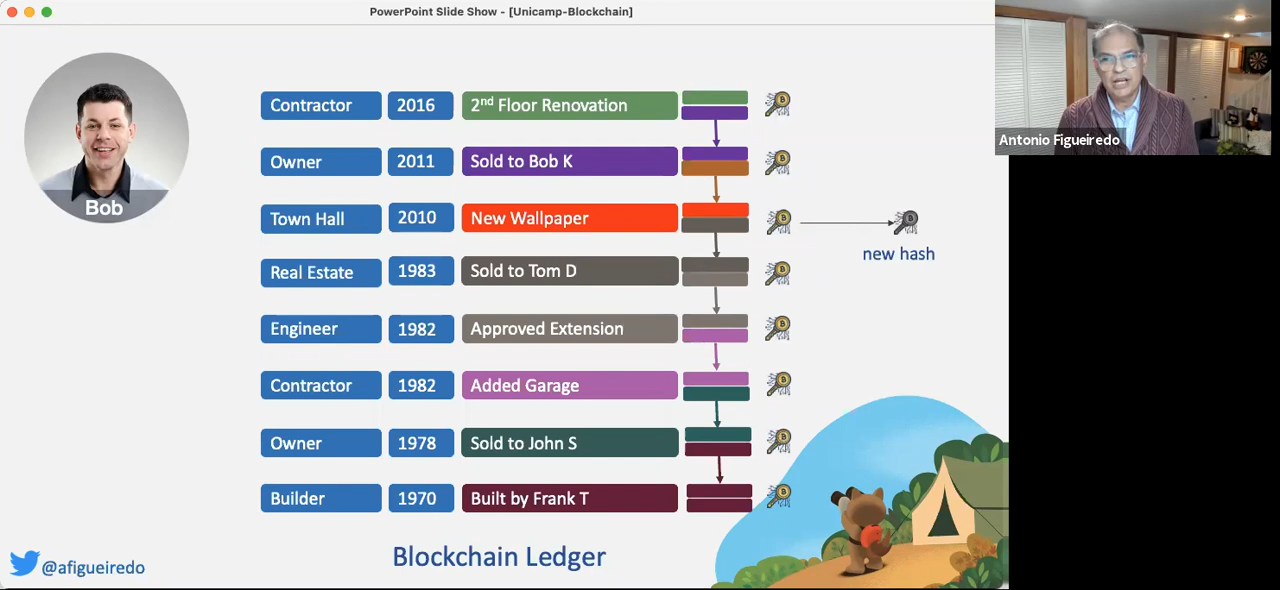 PowerPoint Slide Show - [Unicamp-Blockchain]
Antonio Figueiredo
Bob
Contractor 2016 2nd Floor Renovation
Owner 2011 Sold to Bob K
Town Hall 2010 New Wallpaper
new hash
Real Estate 1983 Sold to Tom D
Engineer 1982 Approved Extension
Contractor 1982 Added Garage
Owner 1978 Sold to John S
Builder 1970 Built by Frank T
Blockchain Ledger
@afigueiredo